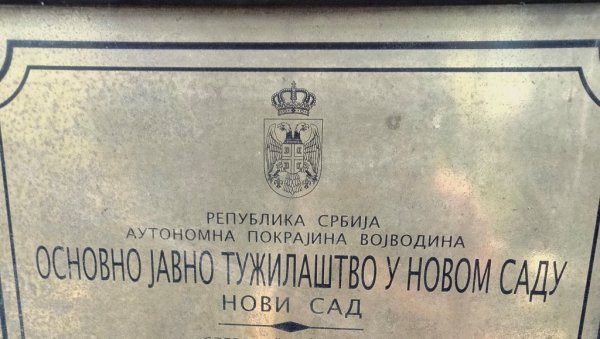 РЕПУБЛИКА СРБИЈА
АУТОНОМНА ПОКРАЈИНА ВОЈВОДИНА
ОСНОВНО ЈАВНО ТУЖИЛАШТВО У НОВОМ САДУ
НОВИ САД